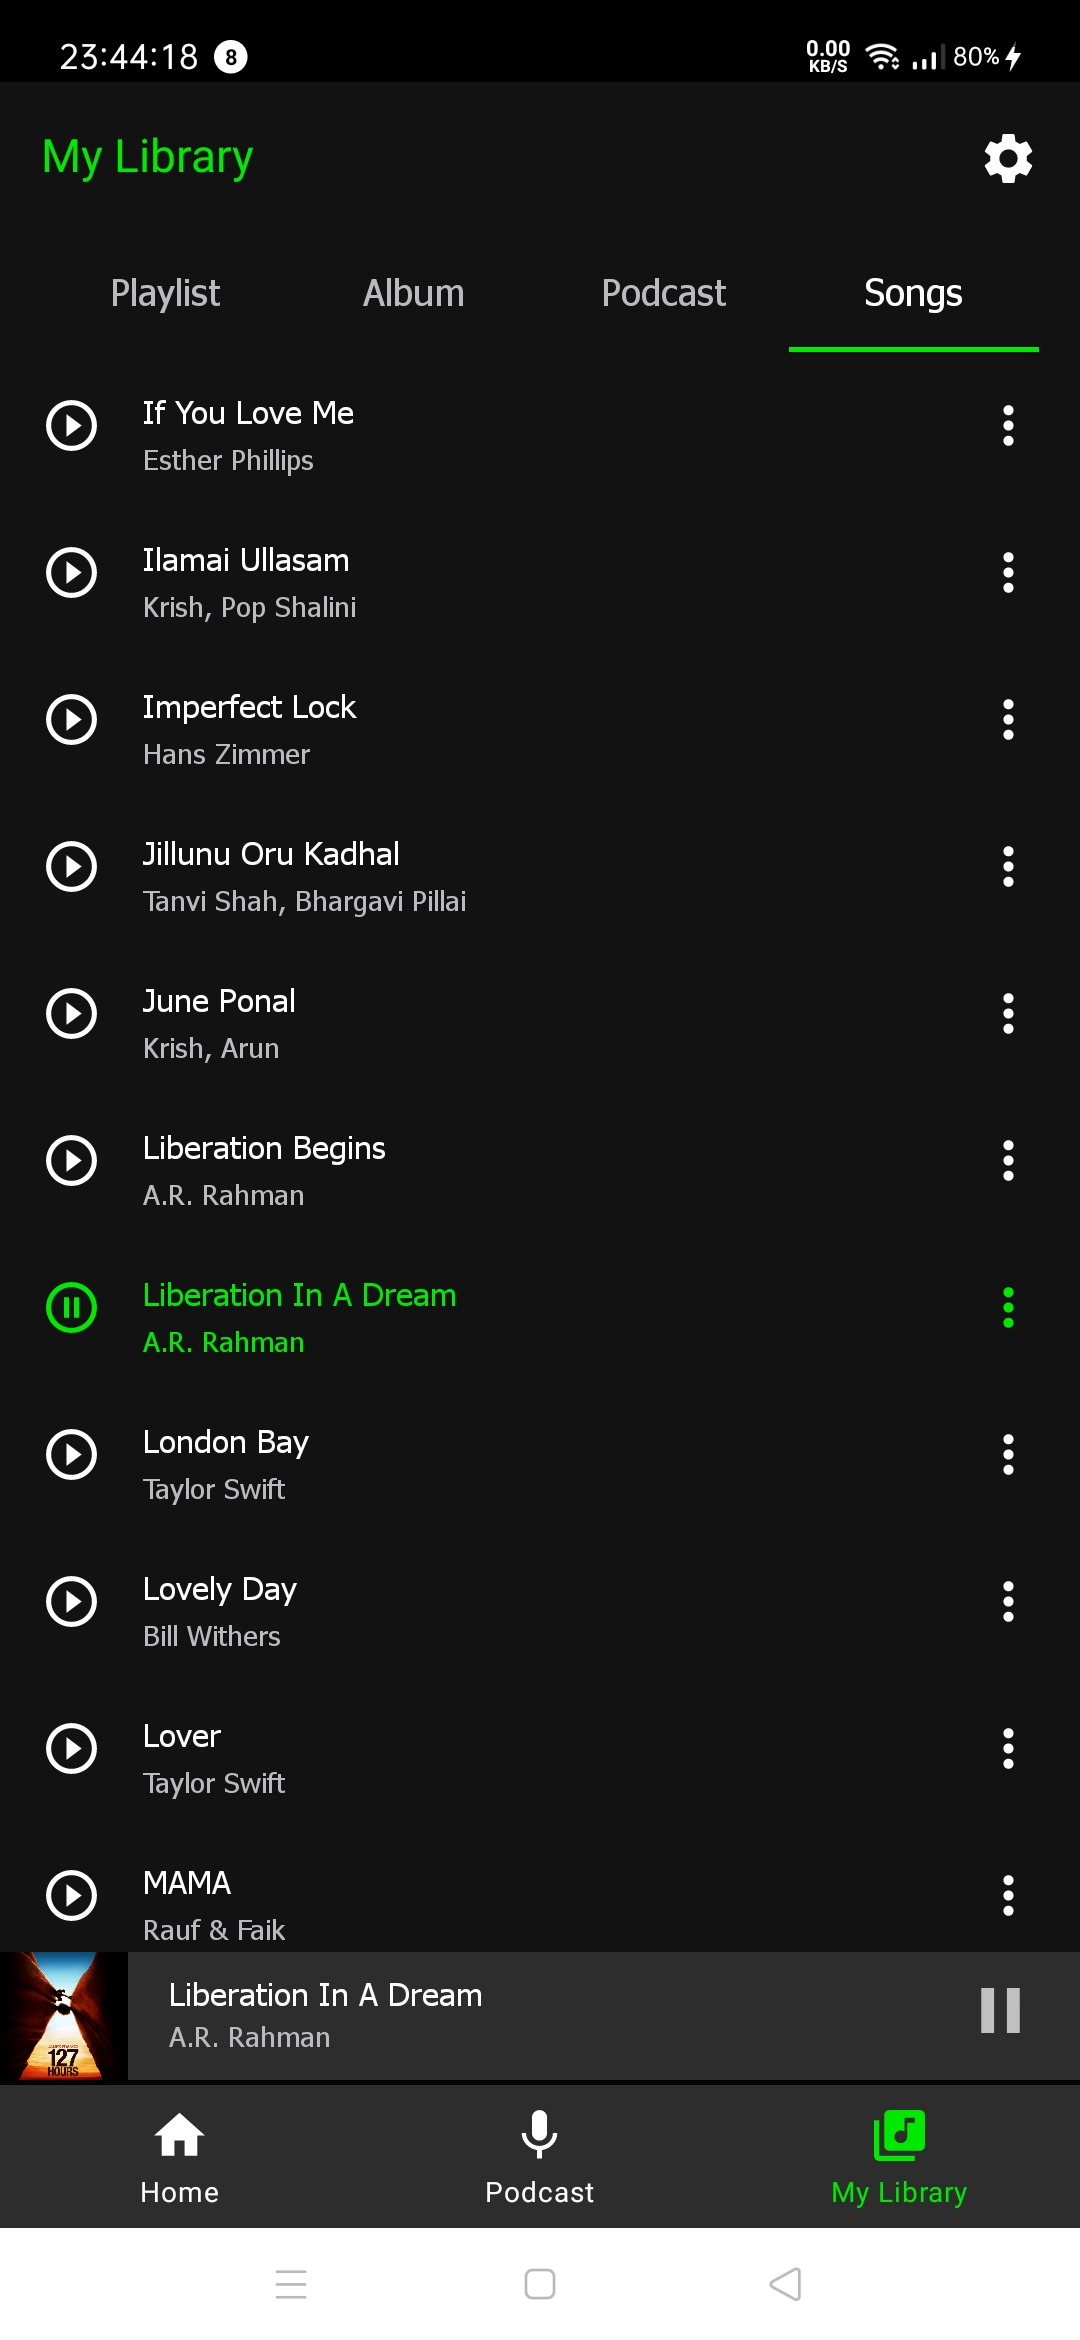 23:44:18 8 0.00 KB/S 80%
My Library
Playlist Album Podcast Songs
If You Love Me
Esther Phillips
Ilamai Ullasam
Krish, Pop Shalini
Imperfect Lock
Hans Zimmer
Jillunu Oru Kadhal
Tanvi Shah, Bhargavi Pillai
June Ponal
Krish, Arun
Liberation Begins
A.R. Rahman
Liberation In A Dream
A.R. Rahman
London Bay
Taylor Swift
Lovely Day
Bill Withers
Lover
Taylor Swift
MAMA
Rauf & Faik
Liberation In A Dream
A.R. Rahman
127
HOURS
Home Podcast My Library